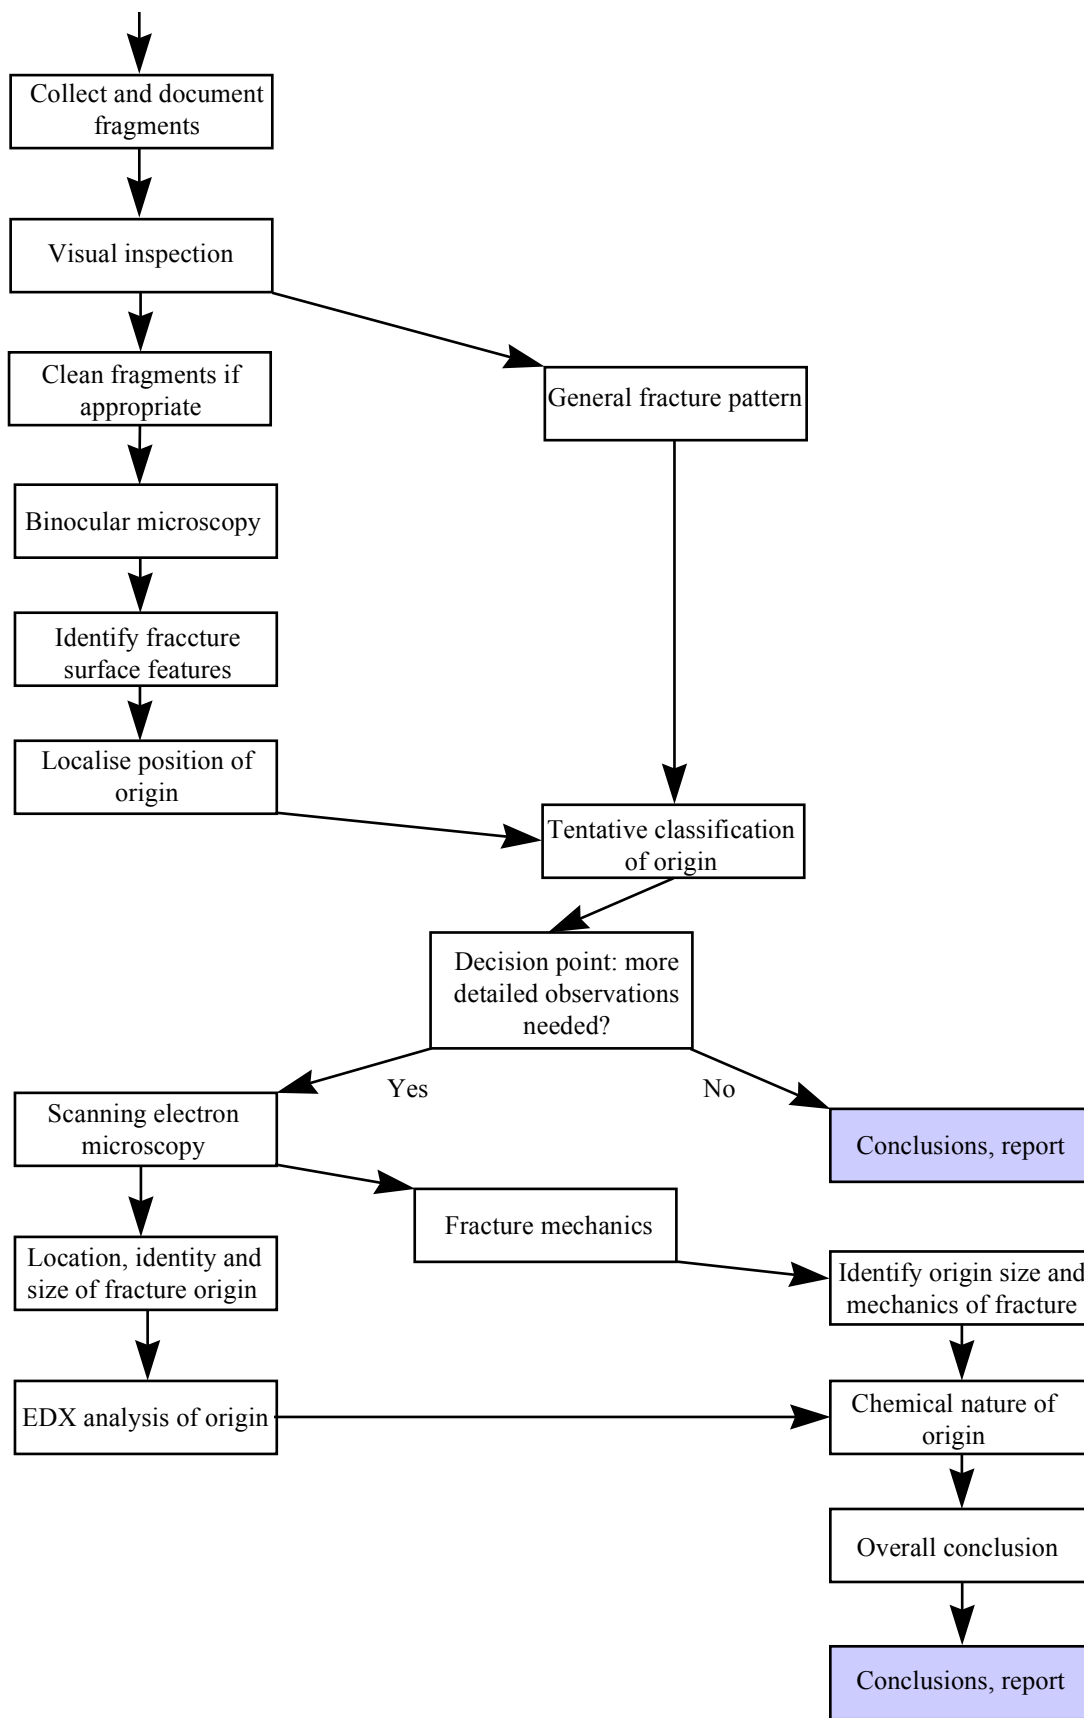 Collect and document
fragments
Visual inspection
Clean fragments if
appropriate
General fracture pattern
Binocular microscopy
Identify fraccture
surface features
Localise position of
origin
Tentative classification
of origin
Decision point: more
detailed observations
needed?
Yes
No
Scanning electron
microscopy
Conclusions, report
Fracture mechanics
Location, identity and
size of fracture origin
Identify origin size and
mechanics of fracture
EDX analysis of origin
Chemical nature of
origin
Overall conclusion
Conclusions, report